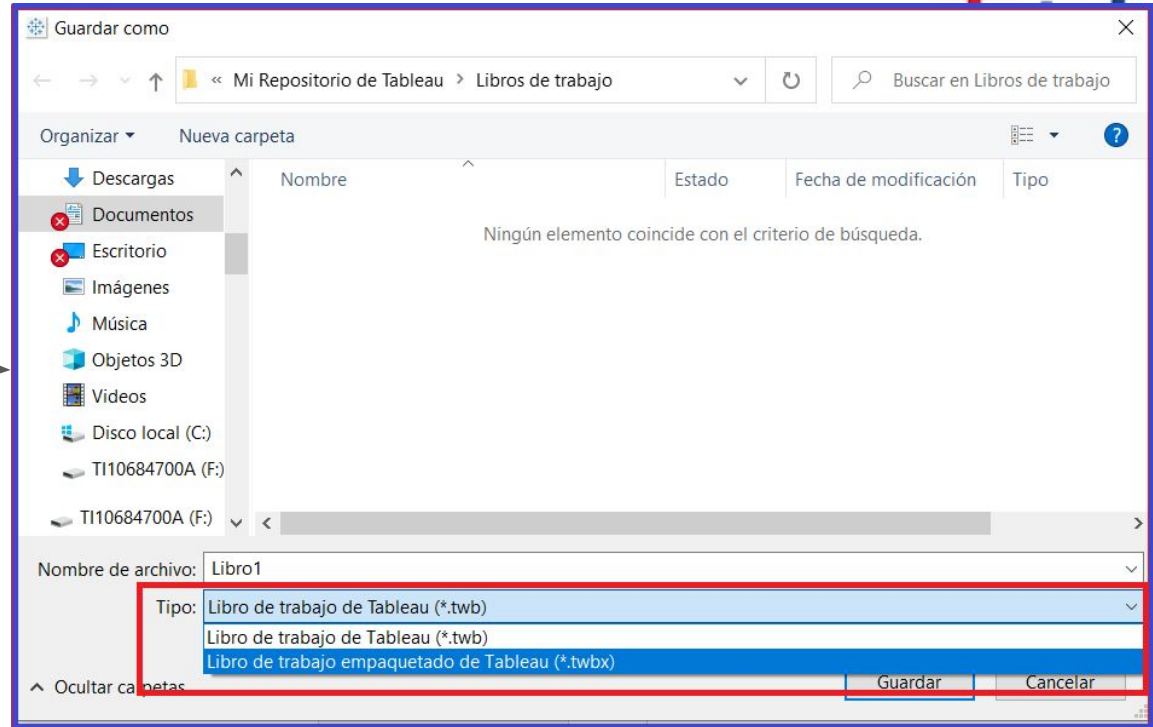 Guardar como
« Mi Repositorio de Tableau > Libros de trabajo
Buscar en Libros de trabajo
Organizar
Nueva carpeta
?
Nombre
Estado
Fecha de modificación
Tipo
Descargas
Documentos
Escritorio
Imágenes
Música
Objetos 3D
Videos
Disco local (C:)
TI10684700A (F:)
TI10684700A (F:)
Ningún elemento coincide con el criterio de búsqueda.
Nombre de archivo: Libro1
Tipo: Libro de trabajo de Tableau (*.twb)
Libro de trabajo de Tableau (*.twb)
Libro de trabajo empaquetado de Tableau (*.twbx)
Ocultar carpetas
Guardar
Cancelar